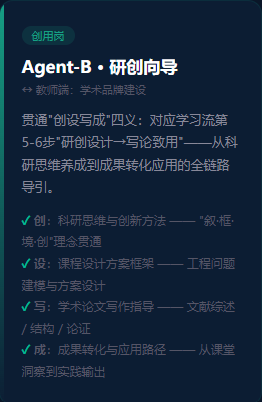 创用岗
Agent-B · 研创向导
↔ 教师端：学术品牌建设
贯通"创设写成"四义：对应学习流第
5-6步"研创设计→写论致用"——从科
研思维养成到成果转化应用的全链路
导引。
✓ 创：科研思维与创新方法 —— "叙·框·
境·创"理念贯通
✓ 设：课程设计方案框架 —— 工程问题
建模与方案设计
✓ 写：学术论文写作指导 —— 文献综述
/ 结构 / 论证
✓ 成：成果转化与应用路径 —— 从课堂
洞察到实践输出